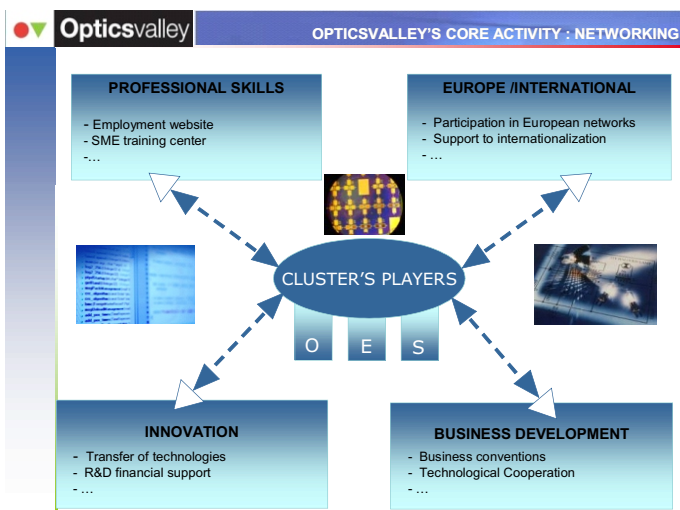 Opticsvalley
OPTICSVALLEY'S CORE ACTIVITY : NETWORKING
PROFESSIONAL SKILLS
- Employment website
- SME training center
-...
EUROPE /INTERNATIONAL
- Participation in European networks
- Support to internationalization
- ...
CLUSTER'S PLAYERS
O E S
INNOVATION
- Transfer of technologies
- R&D financial support
- ...
BUSINESS DEVELOPMENT
- Business conventions
- Technological Cooperation
- ...